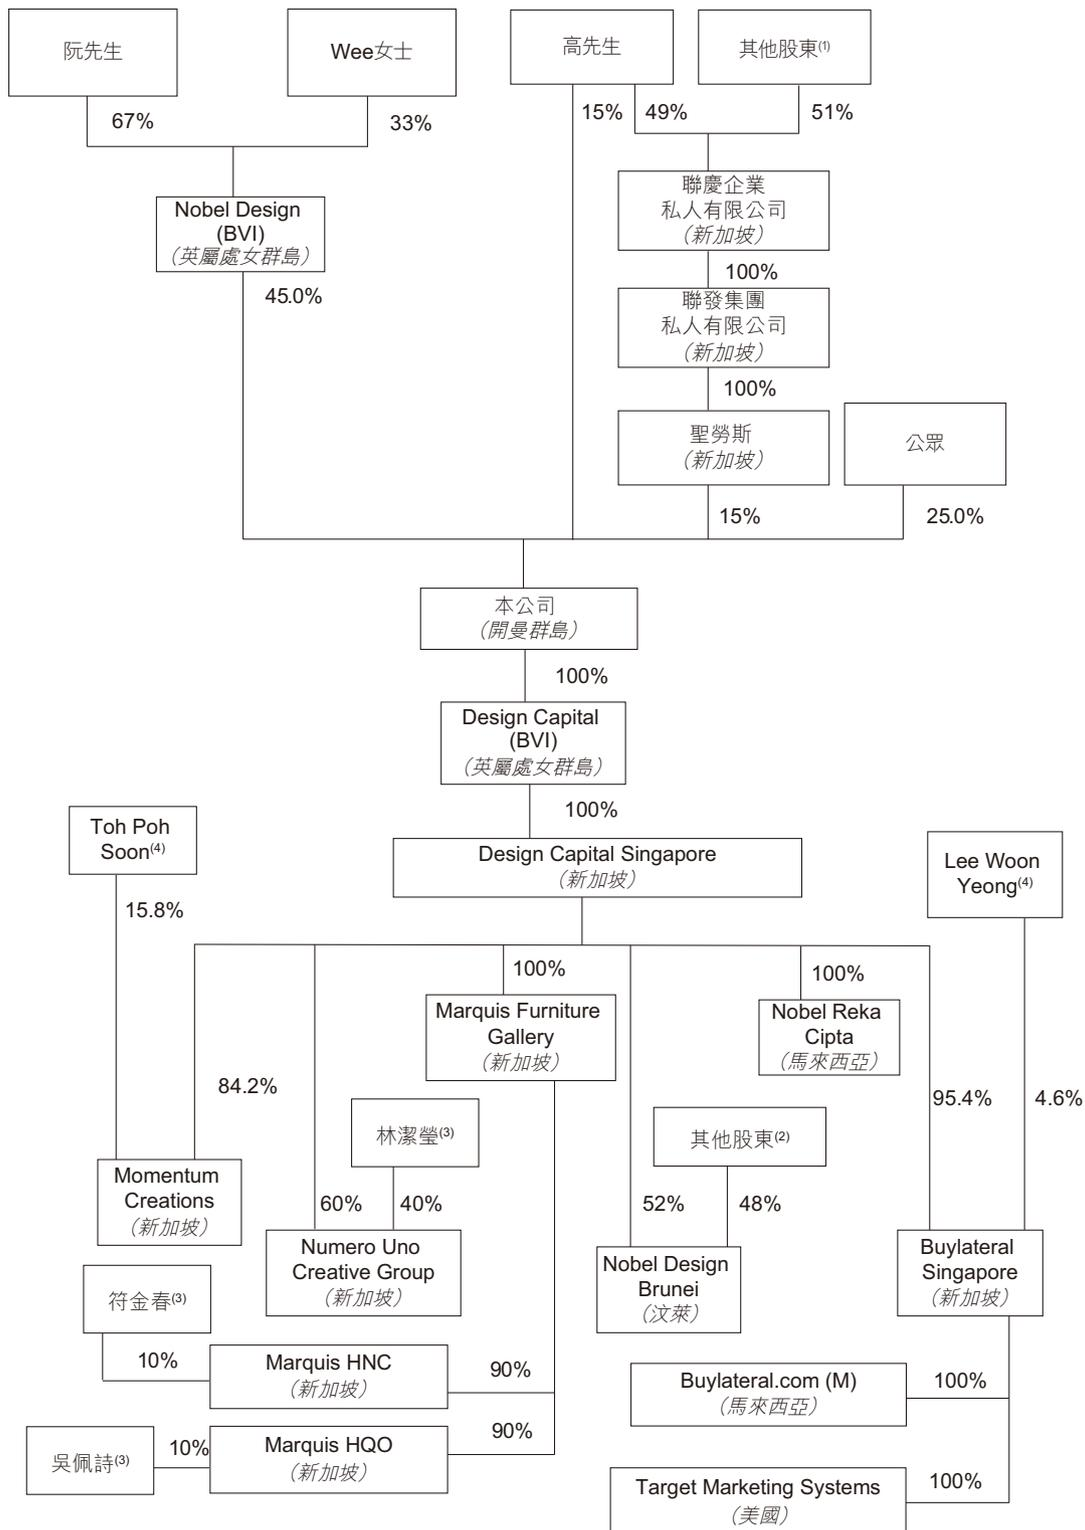 阮先生
Wee女士
高先生
其他股東(1)
67%
33%
15%
49%
51%
Nobel Design
(BVI)
（英屬處女群島）
聯慶企業
私人有限公司
（新加坡）
100%
45.0%
聯發集團
私人有限公司
（新加坡）
100%
聖勞斯
（新加坡）
公眾
15%
25.0%
本公司
（開曼群島）
100%
Design Capital
(BVI)
（英屬處女群島）
100%
Toh Poh
Soon(4)
Design Capital Singapore
（新加坡）
Lee Woon
Yeong(4)
15.8%
100%
100%
Marquis Furniture
Gallery
（新加坡）
Nobel Reka
Cipta
（馬來西亞）
84.2%
95.4%
4.6%
林潔瑩(3)
其他股東(2)
Momentum
Creations
（新加坡）
60%
40%
52%
48%
Numero Uno
Creative Group
（新加坡）
Nobel Design
Brunei
（汶萊）
Buylateral
Singapore
（新加坡）
符金春(3)
10%
Marquis HNC
（新加坡）
90%
Buylateral.com (M)
（馬來西亞）
100%
吳佩詩(3)
10%
Marquis HQO
（新加坡）
90%
Target Marketing Systems
（美國）
100%